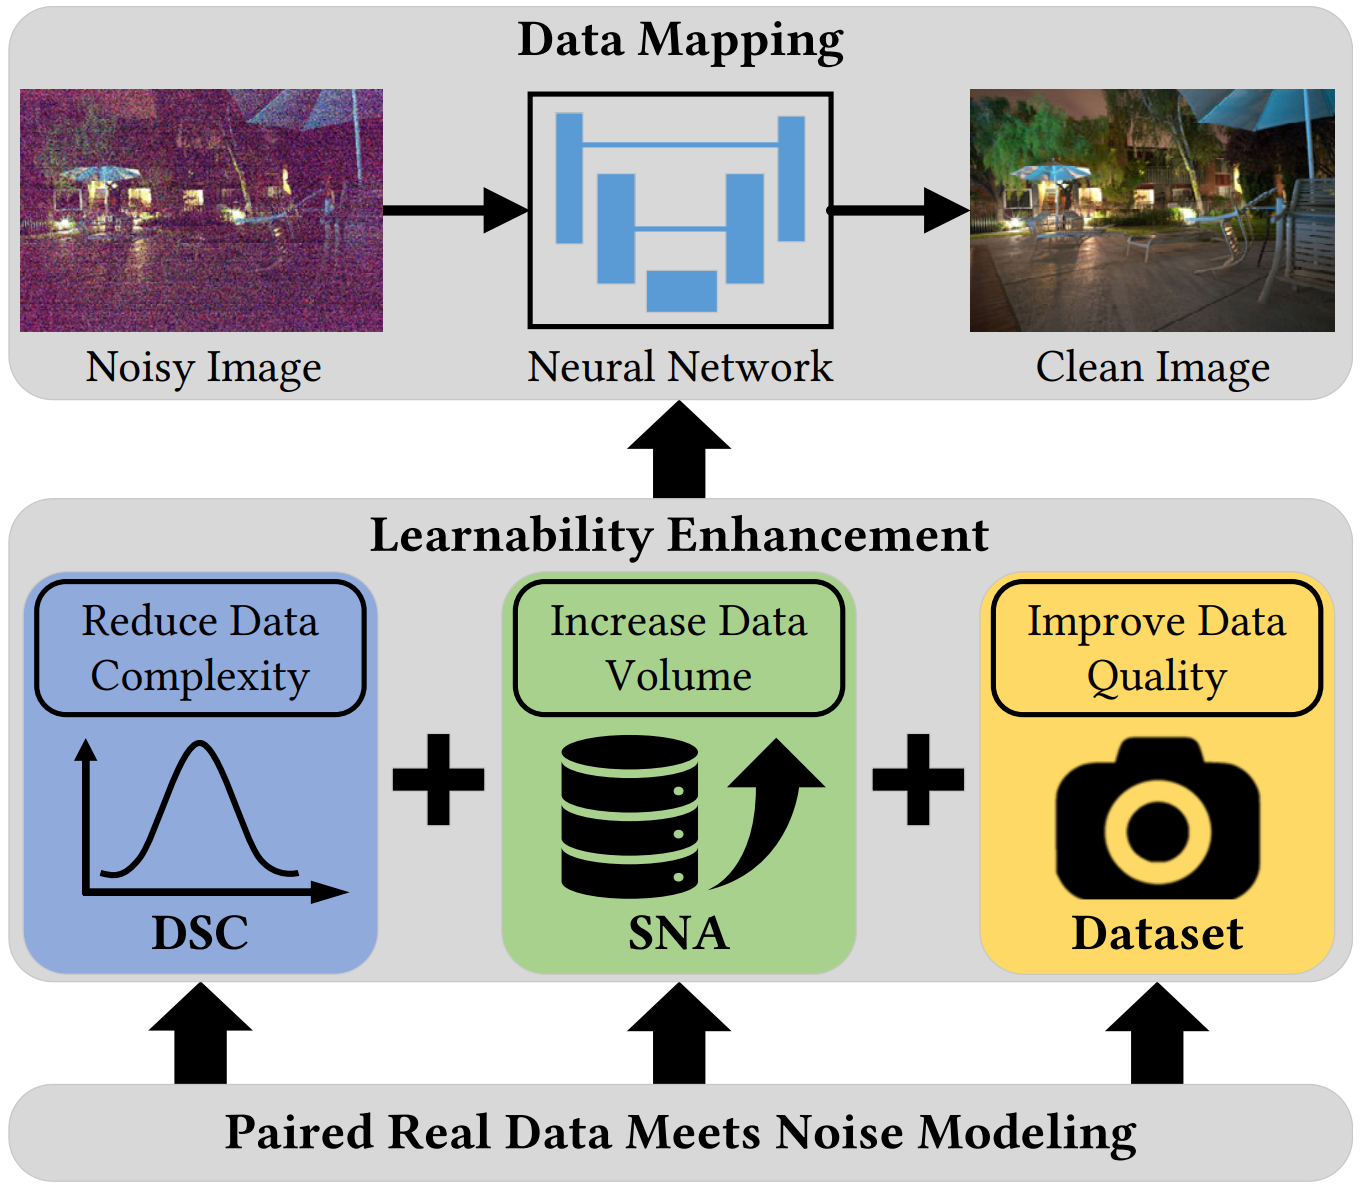 Data Mapping
Noisy Image
Neural Network
Clean Image
Learnability Enhancement
Reduce Data
Complexity
Increase Data
Volume
Improve Data
Quality
DSC
SNA
Dataset
Paired Real Data Meets Noise Modeling